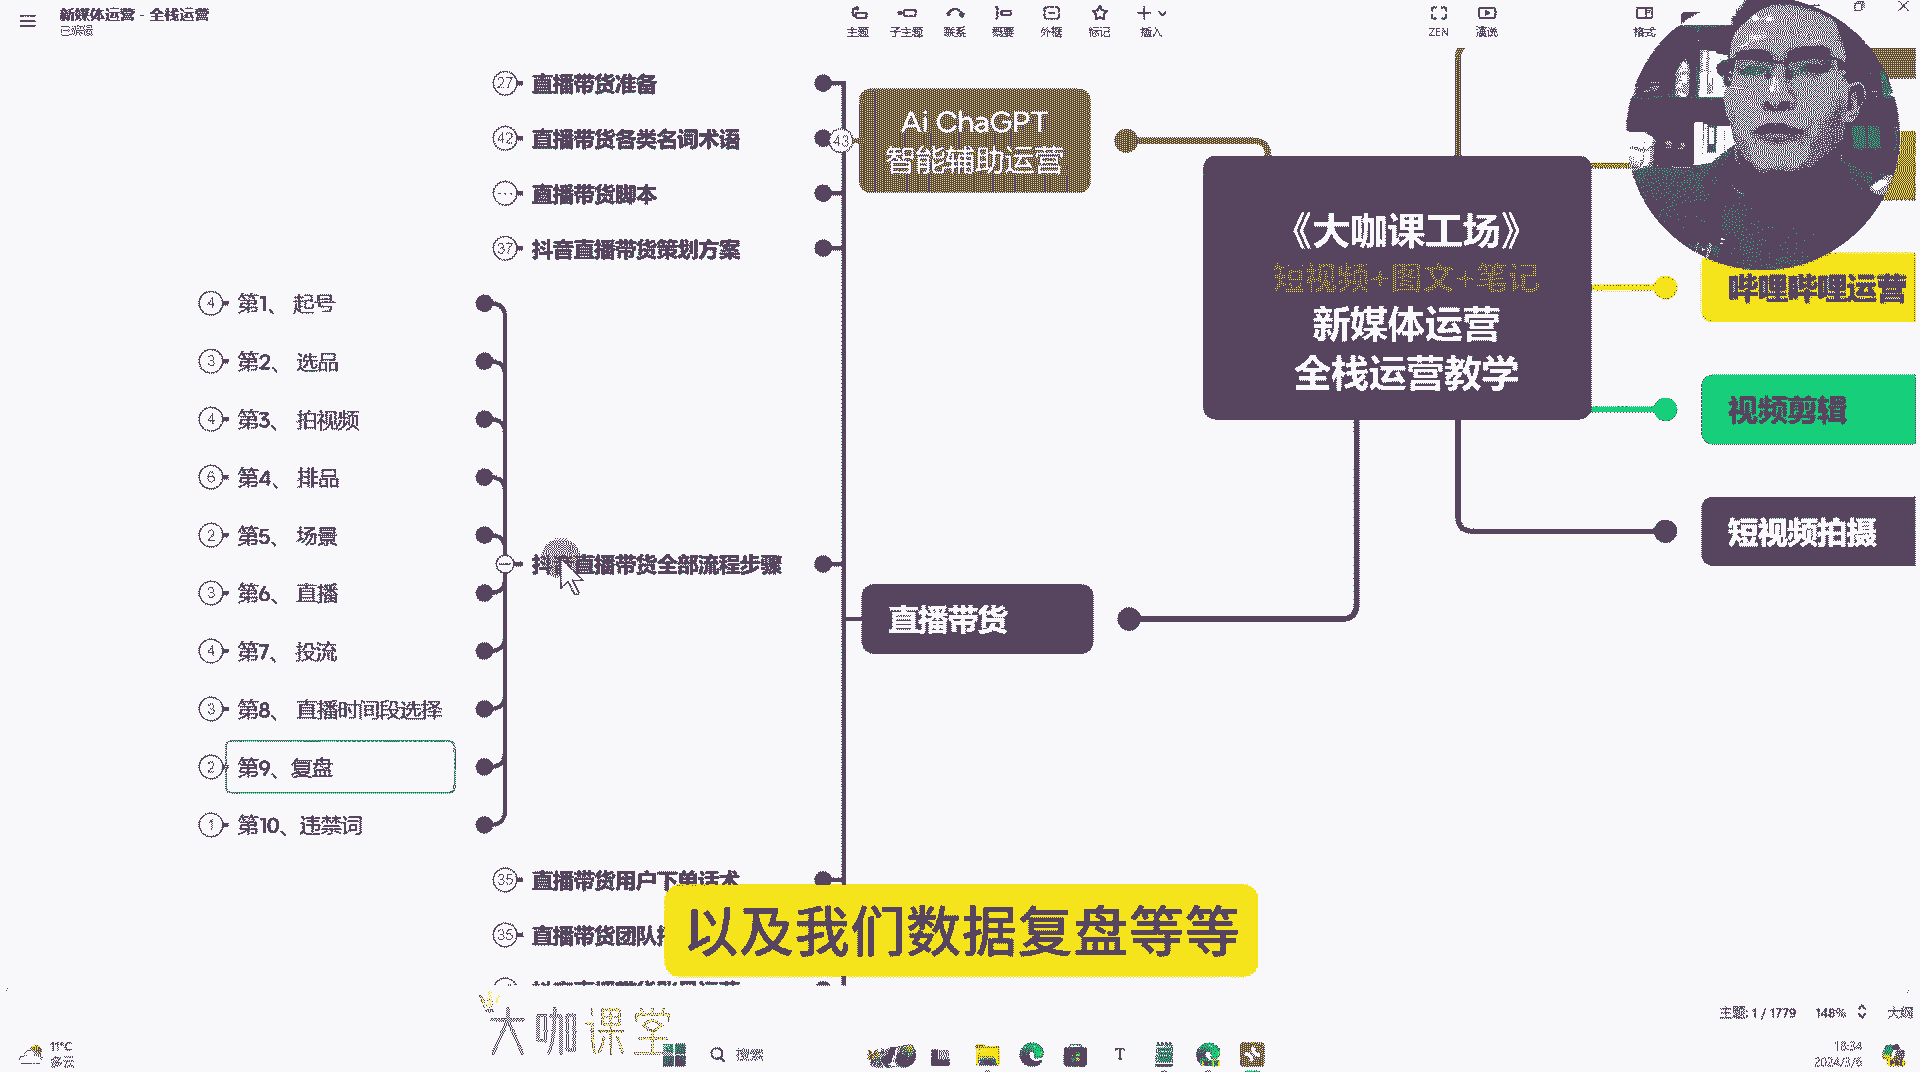 新媒体运营 - 全栈运营
已编辑
主题
子主题
联系
概要
外框
标记
插入
ZEN
演说
格式
27
直播带货准备
42
直播带货各类名词术语
直播带货脚本
37
抖音直播带货策划方案
4
第1、 起号
3
第2、 选品
4
第3、 拍视频
6
第4、 排品
2
第5、 场景
3
第6、 直播
4
第7、 投流
3
第8、 直播时间段选择
2
第9、复盘
1
第10、违禁词
直播带货全部流程步骤
35
直播带货用户下单话术
35
直播带货团队
43
Ai ChaGPT
智能辅助运营
直播带货
《大咖课工场》
短视频+图文+笔记
新媒体运营
全栈运营教学
哔哩哔哩运营
视频剪辑
短视频拍摄
以及我们数据复盘等等
大咖课堂
主题: 1 / 1779
148%
大纲
11°C
多云
搜索
18:34
2024/3/6